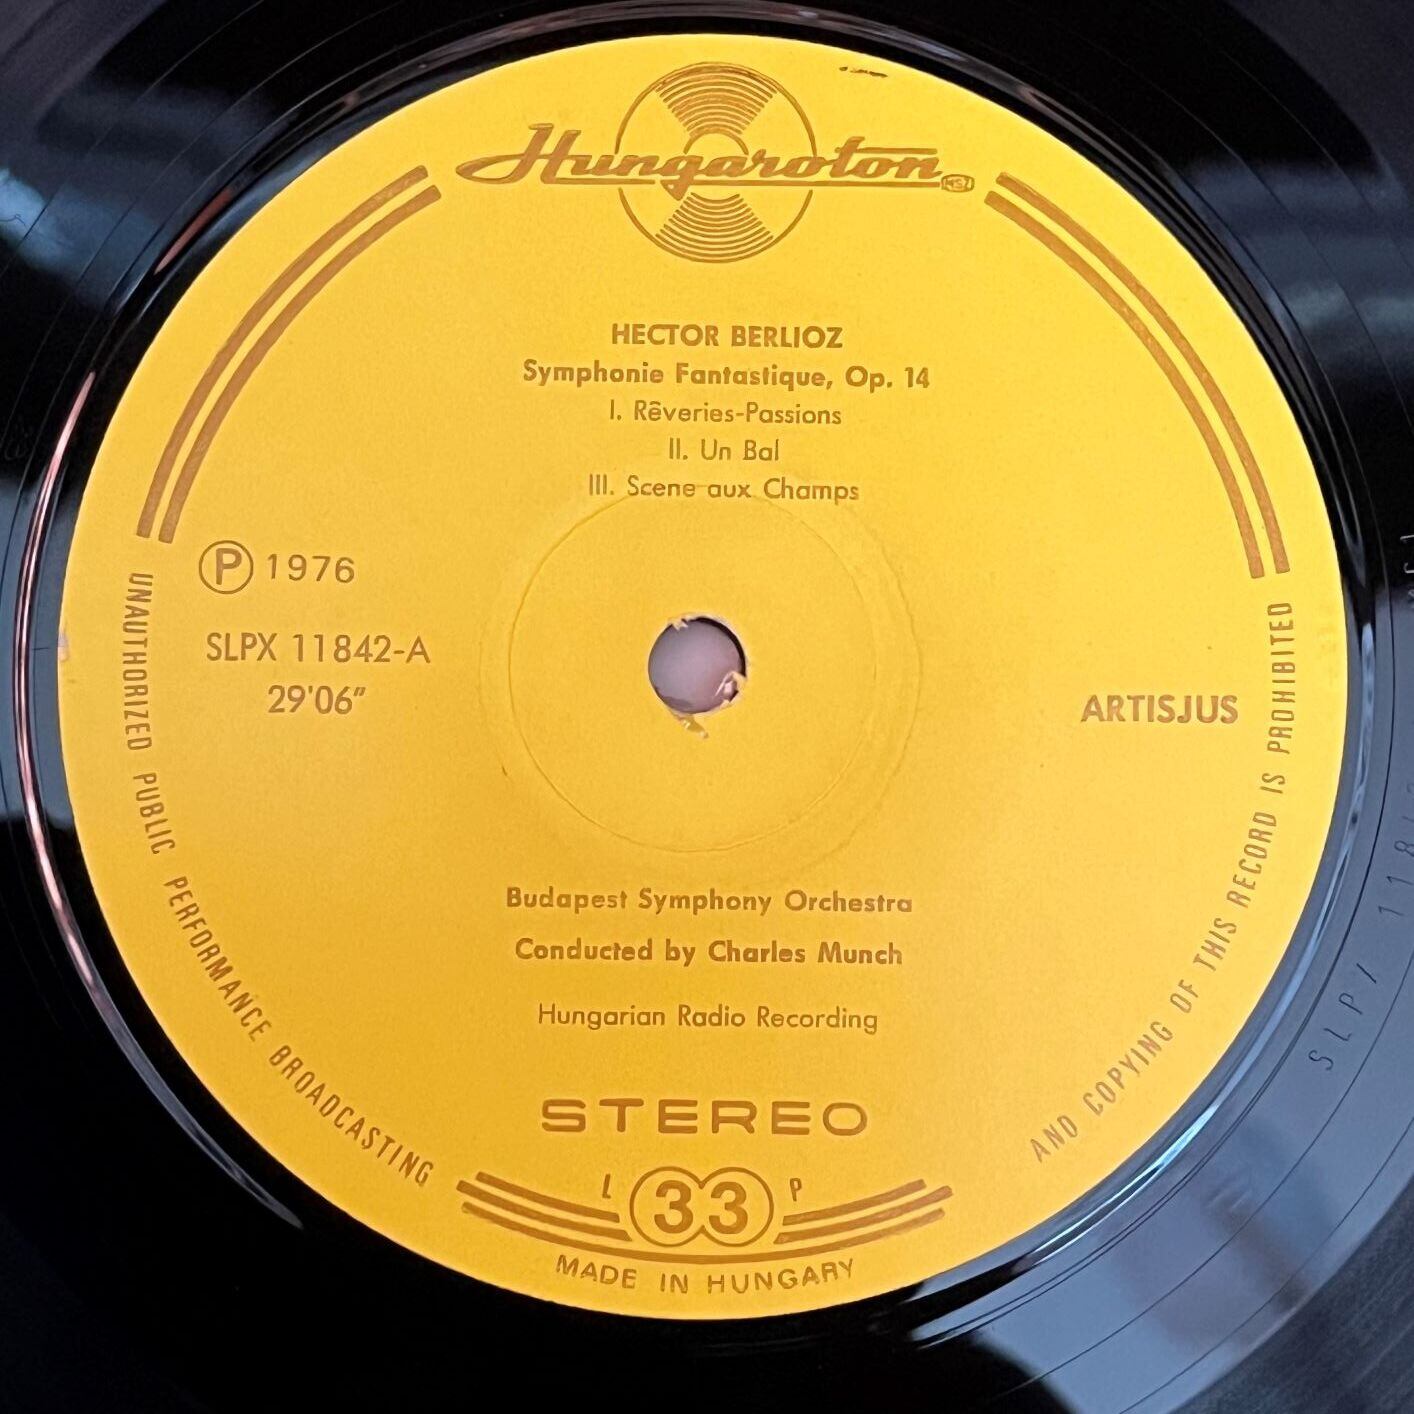 Hungaroton
HECTOR BERLIOZ
Symphonie Fantastique, Op. 14
I. Rêveries-Passions
II. Un Bal
III. Scene aux Champs
Ⓟ 1976
SLPX 11842-A
29'06"
ARTISJUS
Budapest Symphony Orchestra
Conducted by Charles Munch
Hungarian Radio Recording
STEREO
L 33 P
MADE IN HUNGARY
UNAUTHORIZED PUBLIC PERFORMANCE BROADCASTING
AND COPYING OF THIS RECORD IS PROHIBITED